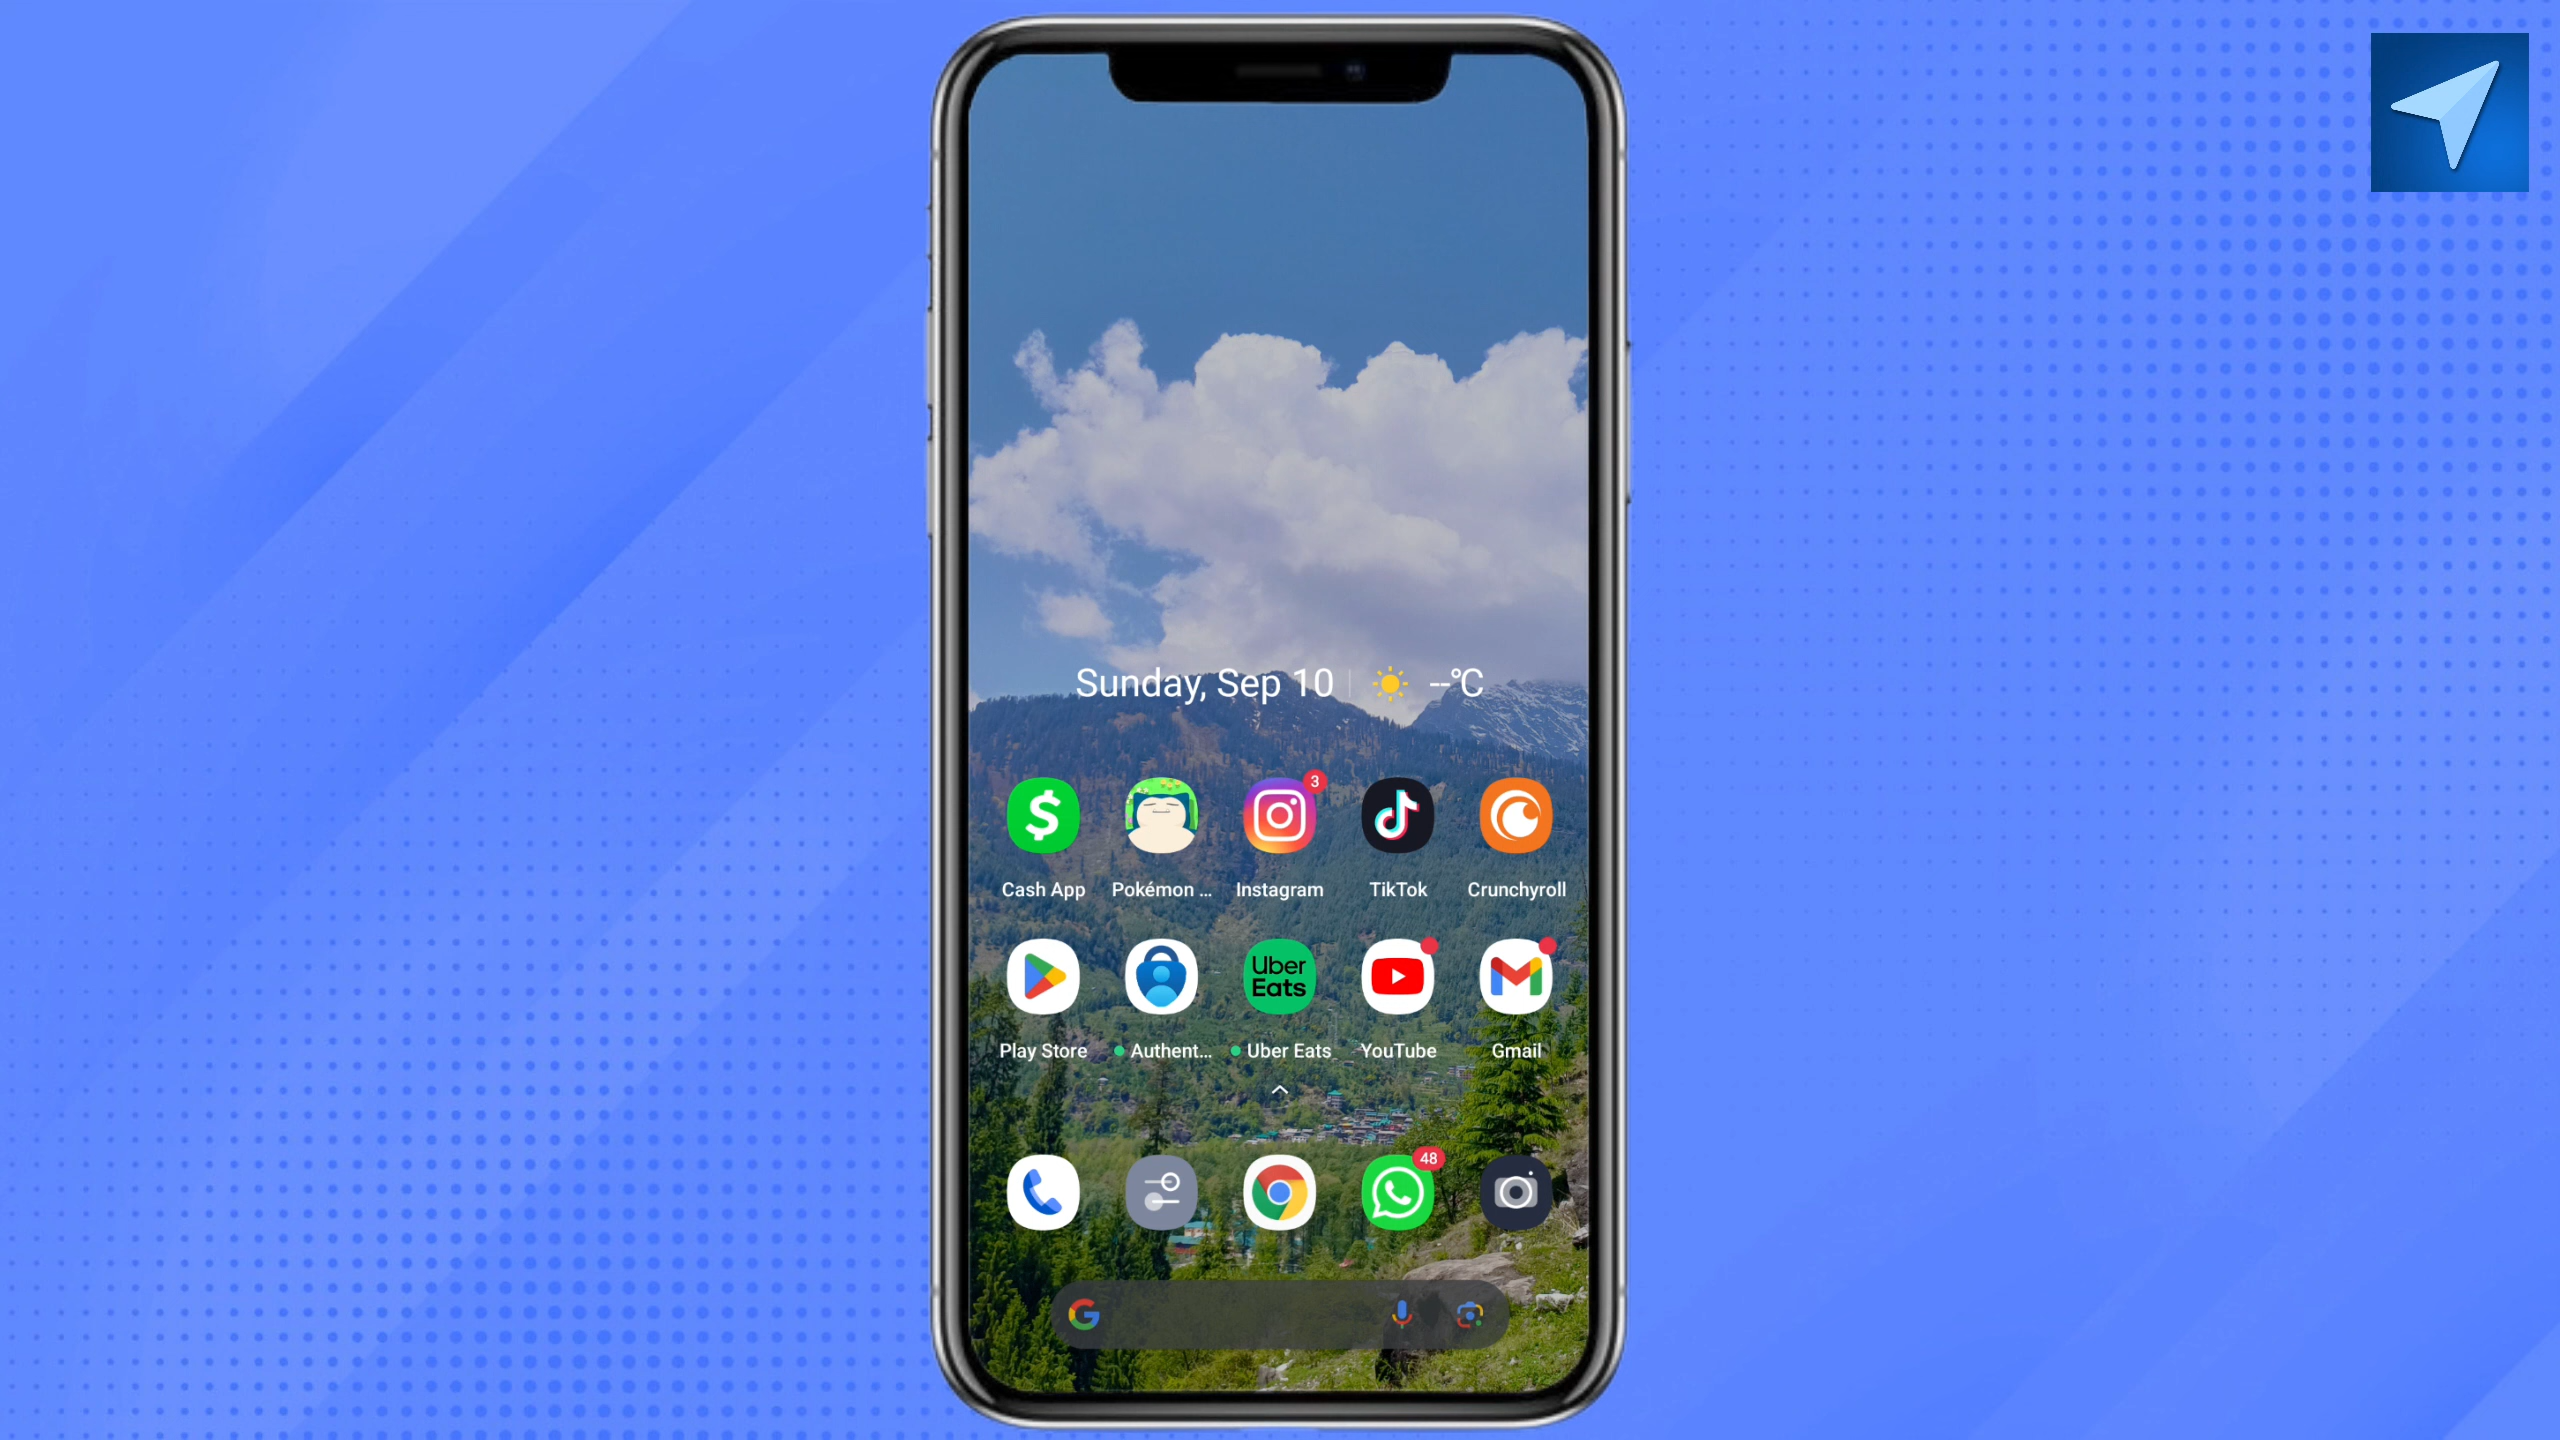 Sunday, Sep 10 --°C
3
Cash App Pokémon ... Instagram TikTok Crunchyroll
Uber
Eats
Play Store Authent... Uber Eats YouTube Gmail
48